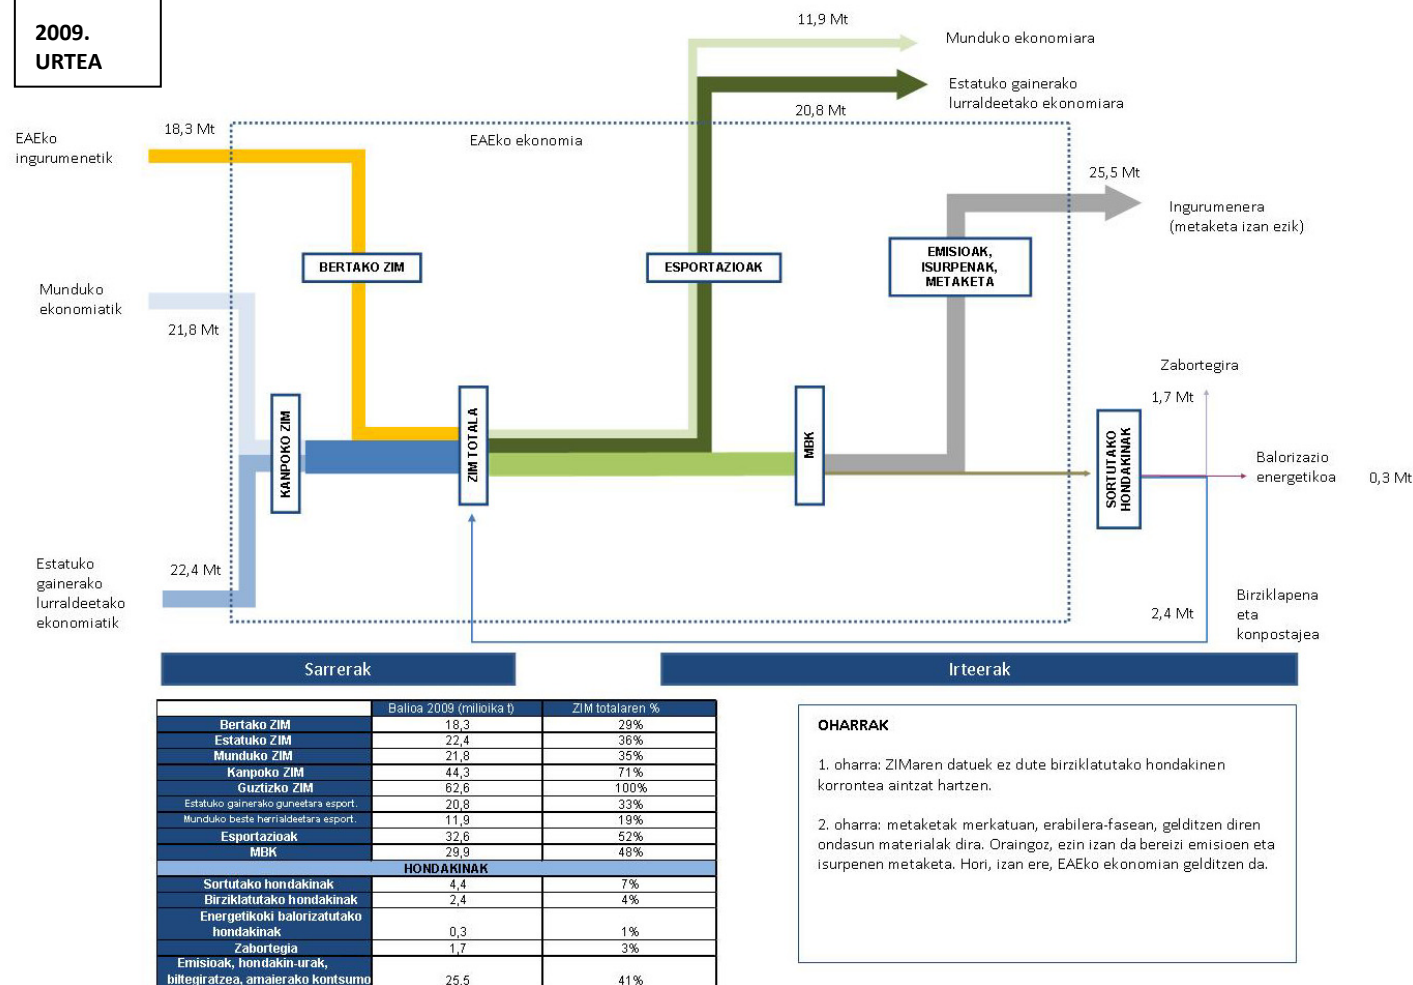 2009.
URTEA
11,9 Mt
Munduko ekonomiara
Estatuko gainerako
lurraldeetako ekonomiara
20,8 Mt
18,3 Mt
EAEko
ingurumenetik
EAEko ekonomia
25,5 Mt
Ingurumenera
(metaketa izan ezik)
BERTAKO ZIM
ESPORTAZIOAK
EMISIOAK,
ISURPENAK,
METAKETA
Munduko
ekonomiatik
21,8 Mt
Zabortegira
1,7 Mt
KANPOKO ZIM
ZIM TOTALA
MBK
SORTUTAKO
HONDAKINAK
Balorizazio
energetikoa
0,3 Mt
Estatuko
gainerako
lurraldeetako
ekonomiatik
22,4 Mt
2,4 Mt
Birziklapena
eta
konpostajea
Sarrerak
Irteerak
Balioa 2009 (milioika t) ZIM totalaren %
Bertako ZIM 18,3 29%
Estatuko ZIM 22,4 36%
Munduko ZIM 21,8 35%
Kanpoko ZIM 44,3 71%
Guztizko ZIM 62,6 100%
Estatuko gainerako guneetara esport. 20,8 33%
Munduko beste herrialdeetara esport. 11,9 19%
Esportazioak 32,6 52%
MBK 29,9 48%
HONDAKINAK
Sortutako hondakinak 4,4 7%
Birziklatutako hondakinak 2,4 4%
Energetikoki balorizatutako
hondakinak 0,3 1%
Zabortegia 1,7 3%
Emisioak, hondakin-urak,
biltegiratzea, amaierako kontsumo 25,5 41%
OHARRAK
1. oharra: ZIMaren datuek ez dute birziklatutako hondakinen
korrontea aintzat hartzen.
2. oharra: metaketak merkatuan, erabilera-fasean, gelditzen diren
ondasun materialak dira. Oraingoz, ezin izan da bereizi emisioen eta
isurpenen metaketa. Hori, izan ere, EAEko ekonomian gelditzen da.